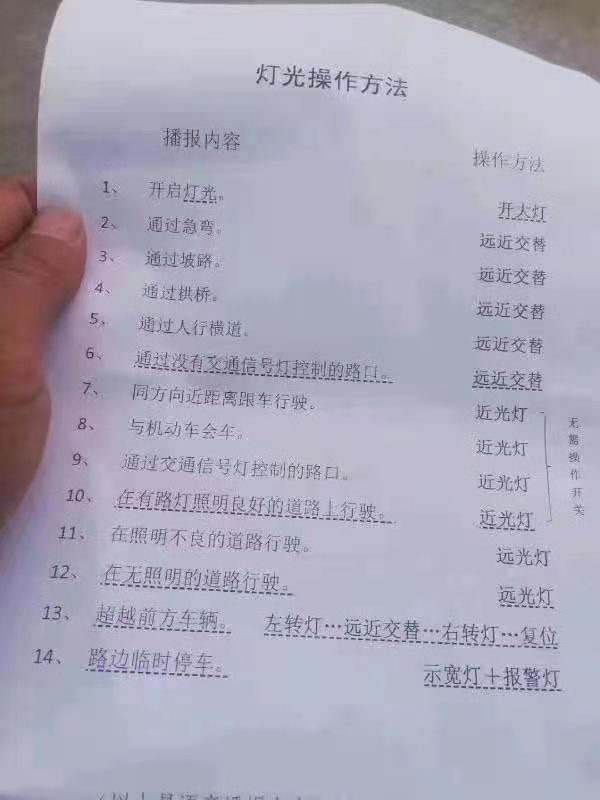 灯光操作方法
播报内容 操作方法
1、 开启灯光。 开大灯
2、 通过急弯。 远近交替
3、 通过坡路。 远近交替
4、 通过拱桥。 远近交替
5、 通过人行横道。 远近交替
6、 通过没有交通信号灯控制的路口。 远近交替
7、 同方向近距离跟车行驶。 近光灯
8、 与机动车会车。 近光灯
9、 通过交通信号灯控制的路口。 近光灯
10、 在有路灯照明良好的道路上行驶。 近光灯
无需操作开关
11、 在照明不良的道路行驶。 远光灯
12、 在无照明的道路行驶。 远光灯
13、 超越前方车辆。 左转灯…远近交替…右转灯…复位
14、 路边临时停车。 示宽灯＋报警灯